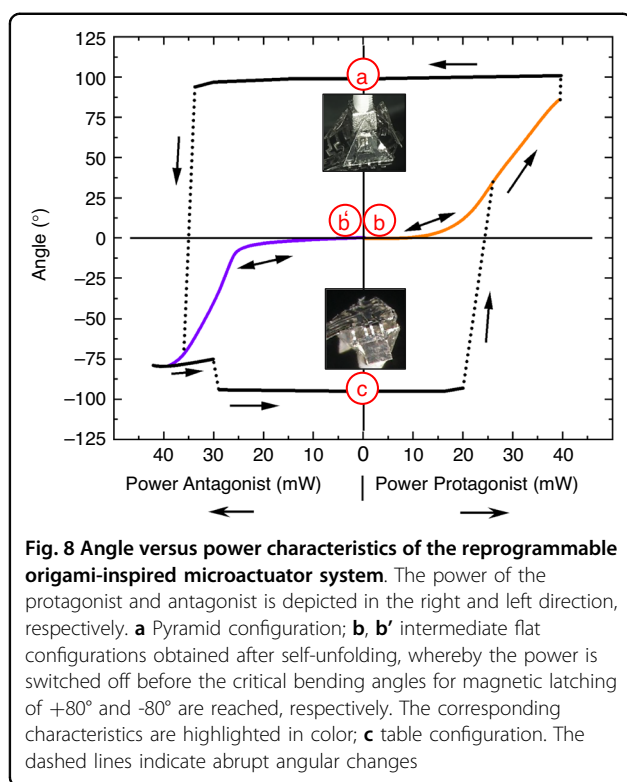 125
100
75
50
25
0
−25
−50
−75
−100
−125
Angle (°)
a
b'
b
c
40 30 20 10 0 10 20 30 40
Power Antagonist (mW) | Power Protagonist (mW)
Fig. 8 Angle versus power characteristics of the reprogrammable
origami-inspired microactuator system. The power of the
protagonist and antagonist is depicted in the right and left direction,
respectively. a Pyramid configuration; b, b’ intermediate flat
configurations obtained after self-unfolding, whereby the power is
switched off before the critical bending angles for magnetic latching
of +80° and -80° are reached, respectively. The corresponding
characteristics are highlighted in color; c table configuration. The
dashed lines indicate abrupt angular changes